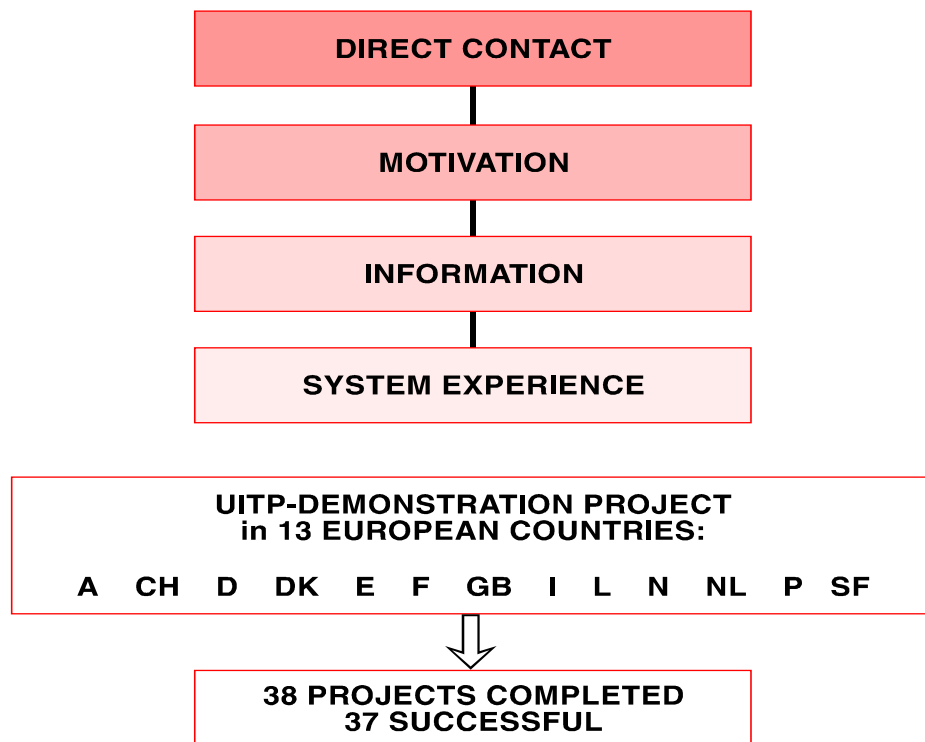 DIRECT CONTACT
MOTIVATION
INFORMATION
SYSTEM EXPERIENCE
UITP-DEMONSTRATION PROJECT
in 13 EUROPEAN COUNTRIES:
A CH D DK E F GB I L N NL P SF
38 PROJECTS COMPLETED
37 SUCCESSFUL